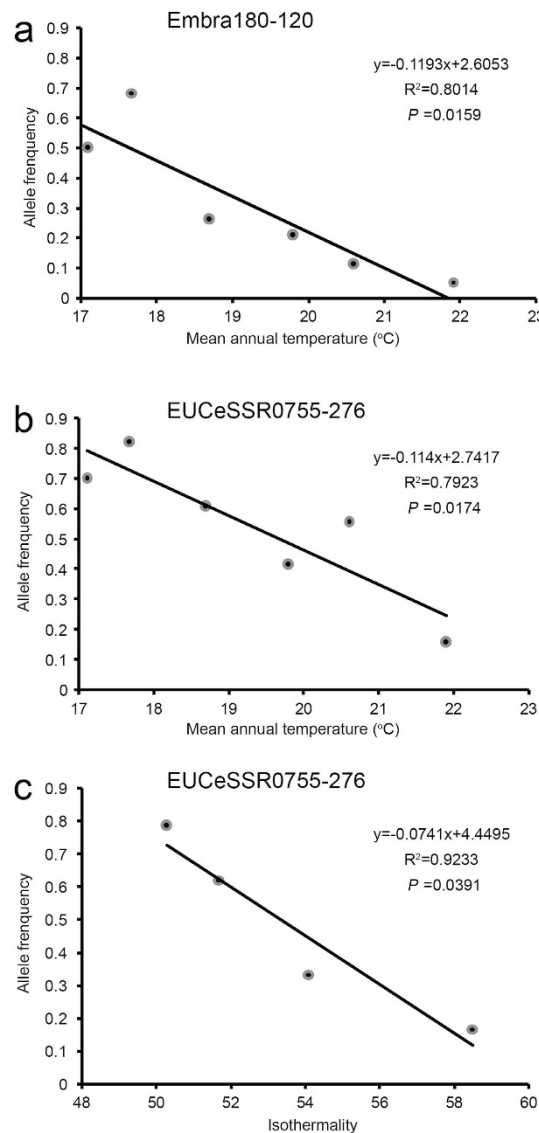 a
Embra180-120
y=-0.1193x+2.6053
R²=0.8014
P =0.0159
Allele frenquency
0.9
0.8
0.7
0.6
0.5
0.4
0.3
0.2
0.1
0
17 18 19 20 21 22 23
Mean annual temperature (°C)
b
EUCeSSR0755-276
y=-0.114x+2.7417
R²=0.7923
P =0.0174
Allele frenquency
0.9
0.8
0.7
0.6
0.5
0.4
0.3
0.2
0.1
0
17 18 19 20 21 22 23
Mean annual temperature (°C)
c
EUCeSSR0755-276
y=-0.0741x+4.4495
R²=0.9233
P =0.0391
Allele frenquency
0.9
0.8
0.7
0.6
0.5
0.4
0.3
0.2
0.1
0
48 50 52 54 56 58 60
Isothermality